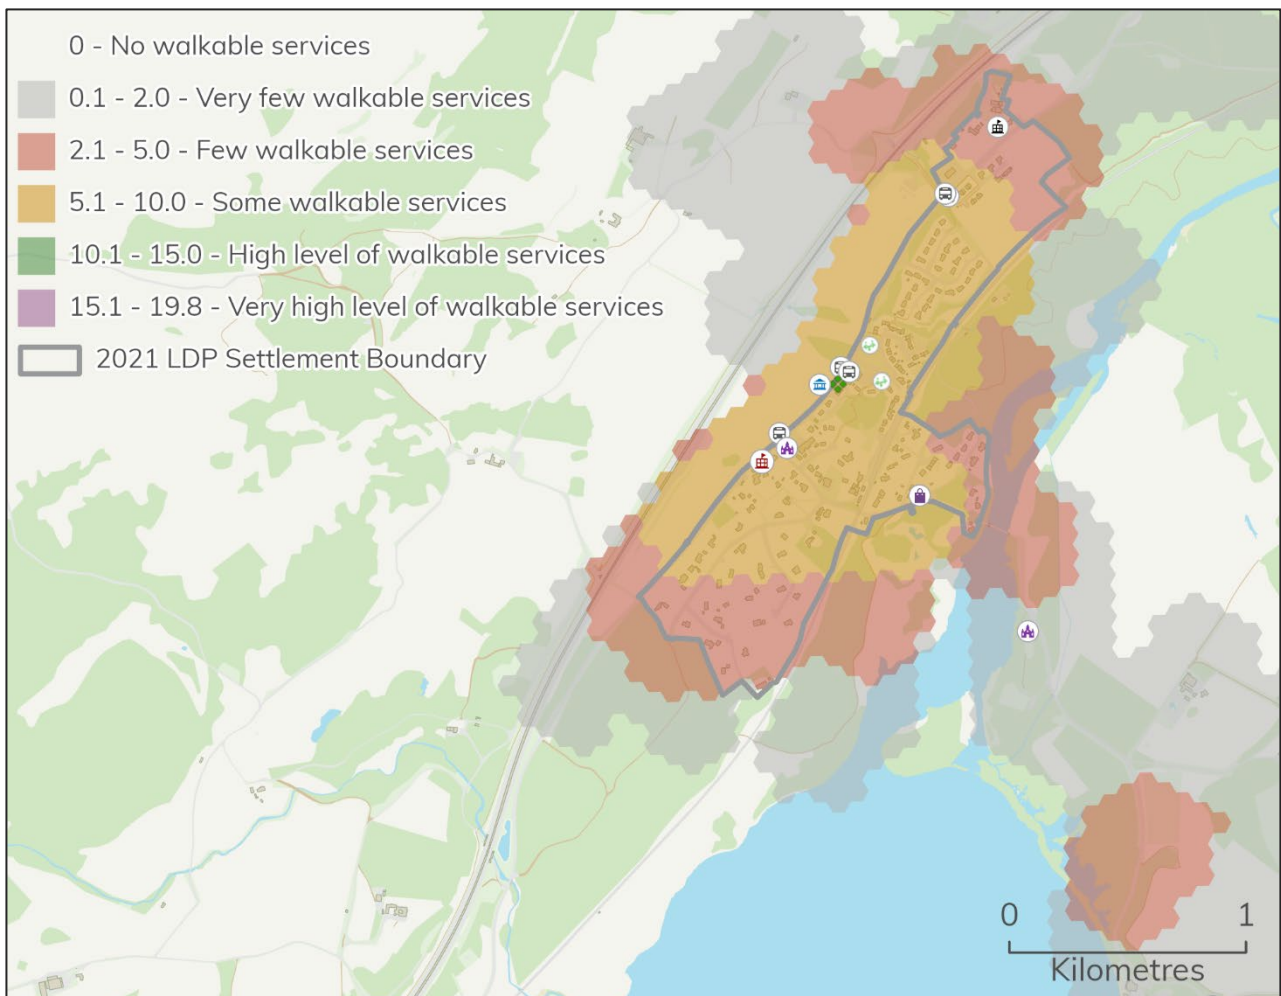 0 - No walkable services
0.1 - 2.0 - Very few walkable services
2.1 - 5.0 - Few walkable services
5.1 - 10.0 - Some walkable services
10.1 - 15.0 - High level of walkable services
15.1 - 19.8 - Very high level of walkable services
2021 LDP Settlement Boundary
0 1
Kilometres